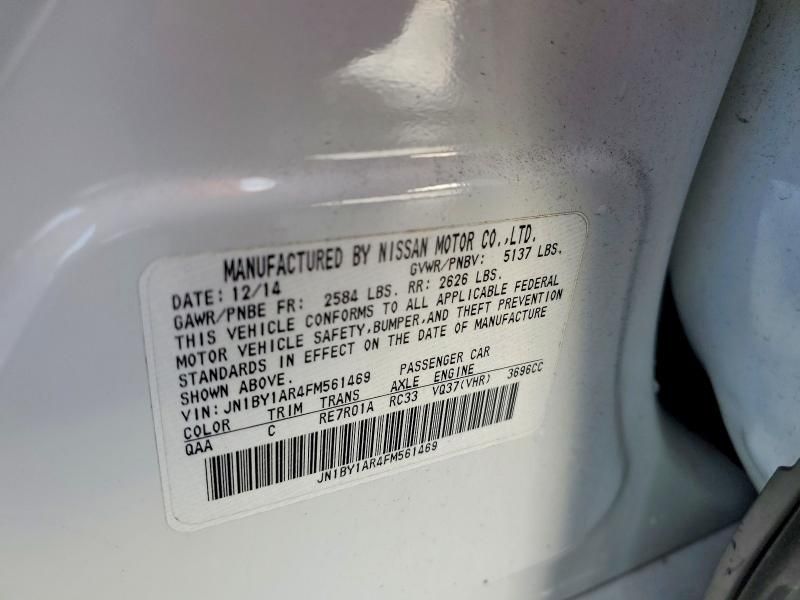 MANUFACTURED BY NISSAN MOTOR CO.,LTD.
DATE: 12/14 GVWR/PNBV: 5137 LBS.
GAWR/PNBE FR: 2584 LBS. RR: 2626 LBS.
THIS VEHICLE CONFORMS TO ALL APPLICABLE FEDERAL
MOTOR VEHICLE SAFETY,BUMPER,AND THEFT PREVENTION
STANDARDS IN EFFECT ON THE DATE OF MANUFACTURE
SHOWN ABOVE.
VIN: JN1BY1AR4FM561469 PASSENGER CAR
COLOR TRIM TRANS AXLE ENGINE
QAA C RE7R01A RC33 VQ37(VHR) 3696CC
JN1BY1AR4FM561469